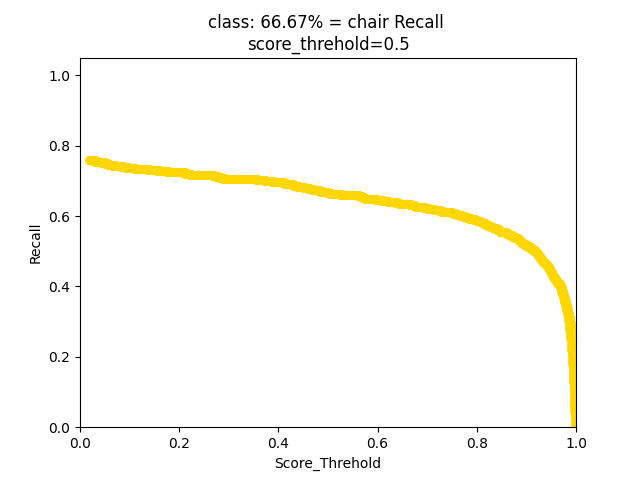 class: 66.67% = chair Recall
score_threhold=0.5
1.0
0.8
0.6
0.4
0.2
0.0
Recall
0.0 0.2 0.4 0.6 0.8 1.0
Score_Threhold